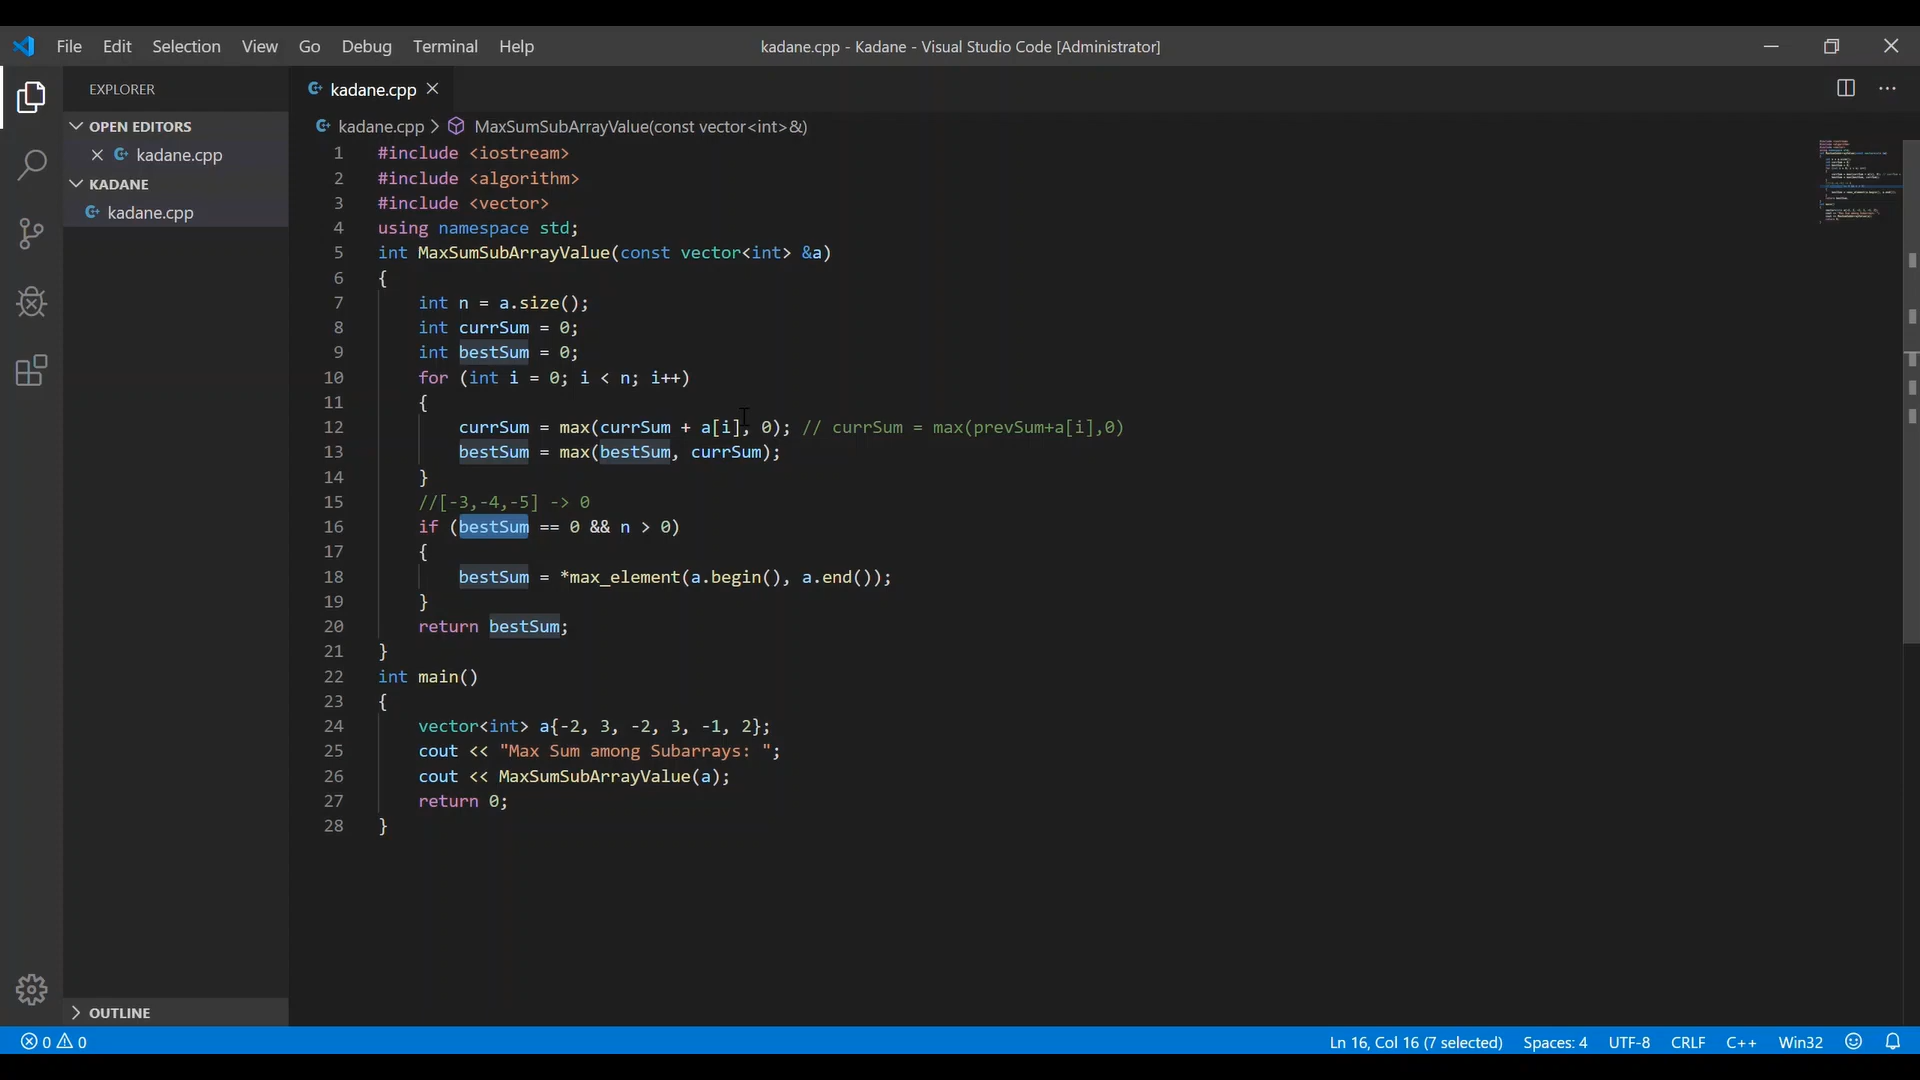 File Edit Selection View Go Debug Terminal Help
kadane.cpp - Kadane - Visual Studio Code [Administrator]
EXPLORER
OPEN EDITORS
kadane.cpp
KADANE
kadane.cpp
OUTLINE
kadane.cpp
kadane.cpp > MaxSumSubArrayValue(const vector<int>&)
1 #include <iostream>
2 #include <algorithm>
3 #include <vector>
4 using namespace std;
5 int MaxSumSubArrayValue(const vector<int> &a)
6 {
7 int n = a.size();
8 int currSum = 0;
9 int bestSum = 0;
10 for (int i = 0; i < n; i++)
11 {
12 currSum = max(currSum + a[i], 0); // currSum = max(prevSum+a[i],0)
13 bestSum = max(bestSum, currSum);
14 }
15 //[-3,-4,-5] -> 0
16 if (bestSum == 0 && n > 0)
17 {
18 bestSum = *max_element(a.begin(), a.end());
19 }
20 return bestSum;
21 }
22 int main()
23 {
24 vector<int> a{-2, 3, -2, 3, -1, 2};
25 cout << "Max Sum among Subarrays: ";
26 cout << MaxSumSubArrayValue(a);
27 return 0;
28 }
0 0 Ln 16, Col 16 (7 selected) Spaces: 4 UTF-8 CRLF C++ Win32